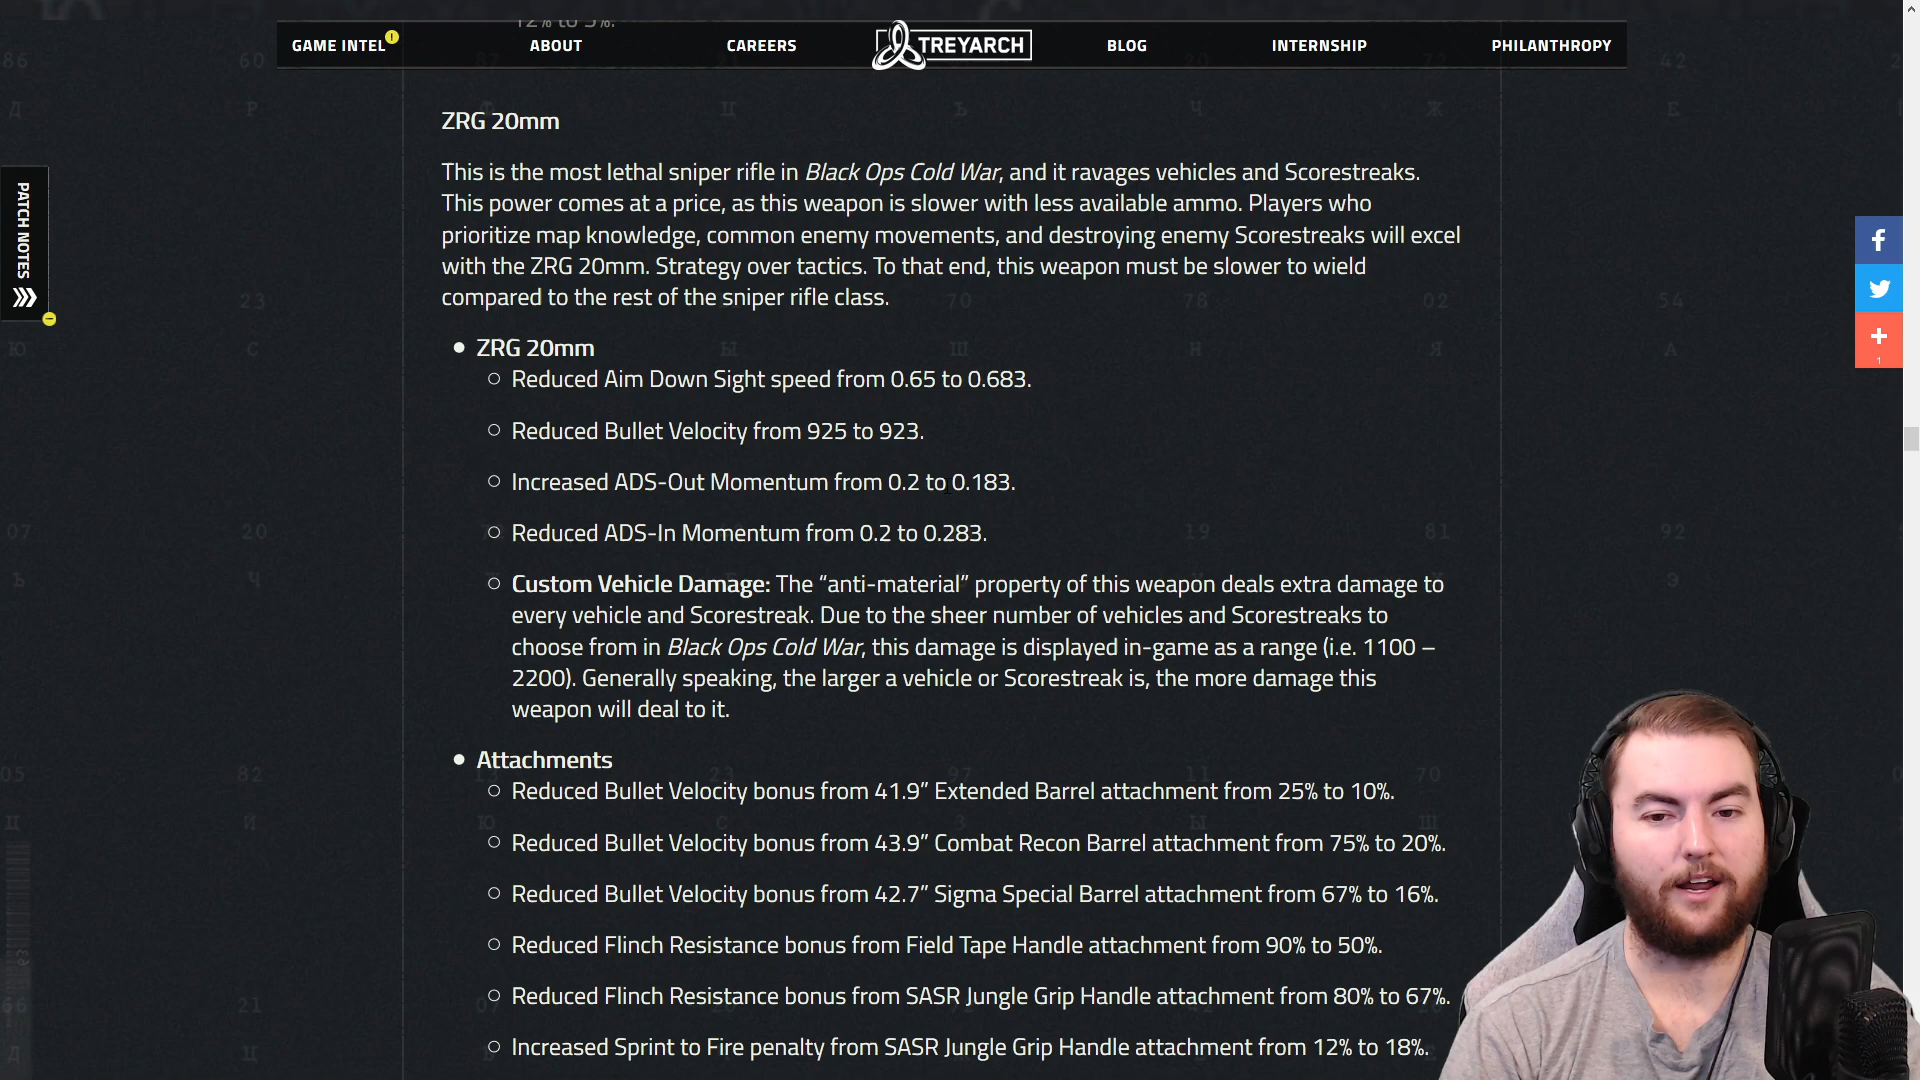 12% to 5%.
GAME INTEL
ABOUT
CAREERS
TREYARCH
BLOG
INTERNSHIP
PHILANTHROPY
PATCH NOTES
ZRG 20mm
This is the most lethal sniper rifle in Black Ops Cold War, and it ravages vehicles and Scorestreaks.
This power comes at a price, as this weapon is slower with less available ammo. Players who
prioritize map knowledge, common enemy movements, and destroying enemy Scorestreaks will excel
with the ZRG 20mm. Strategy over tactics. To that end, this weapon must be slower to wield
compared to the rest of the sniper rifle class.
ZRG 20mm
Reduced Aim Down Sight speed from 0.65 to 0.683.
Reduced Bullet Velocity from 925 to 923.
Increased ADS-Out Momentum from 0.2 to 0.183.
Reduced ADS-In Momentum from 0.2 to 0.283.
Custom Vehicle Damage: The “anti-material” property of this weapon deals extra damage to
every vehicle and Scorestreak. Due to the sheer number of vehicles and Scorestreaks to
choose from in Black Ops Cold War, this damage is displayed in-game as a range (i.e. 1100 –
2200). Generally speaking, the larger a vehicle or Scorestreak is, the more damage this
weapon will deal to it.
Attachments
Reduced Bullet Velocity bonus from 41.9” Extended Barrel attachment from 25% to 10%.
Reduced Bullet Velocity bonus from 43.9” Combat Recon Barrel attachment from 75% to 20%.
Reduced Bullet Velocity bonus from 42.7” Sigma Special Barrel attachment from 67% to 16%.
Reduced Flinch Resistance bonus from Field Tape Handle attachment from 90% to 50%.
Reduced Flinch Resistance bonus from SASR Jungle Grip Handle attachment from 80% to 67%.
Increased Sprint to Fire penalty from SASR Jungle Grip Handle attachment from 12% to 18%.
1